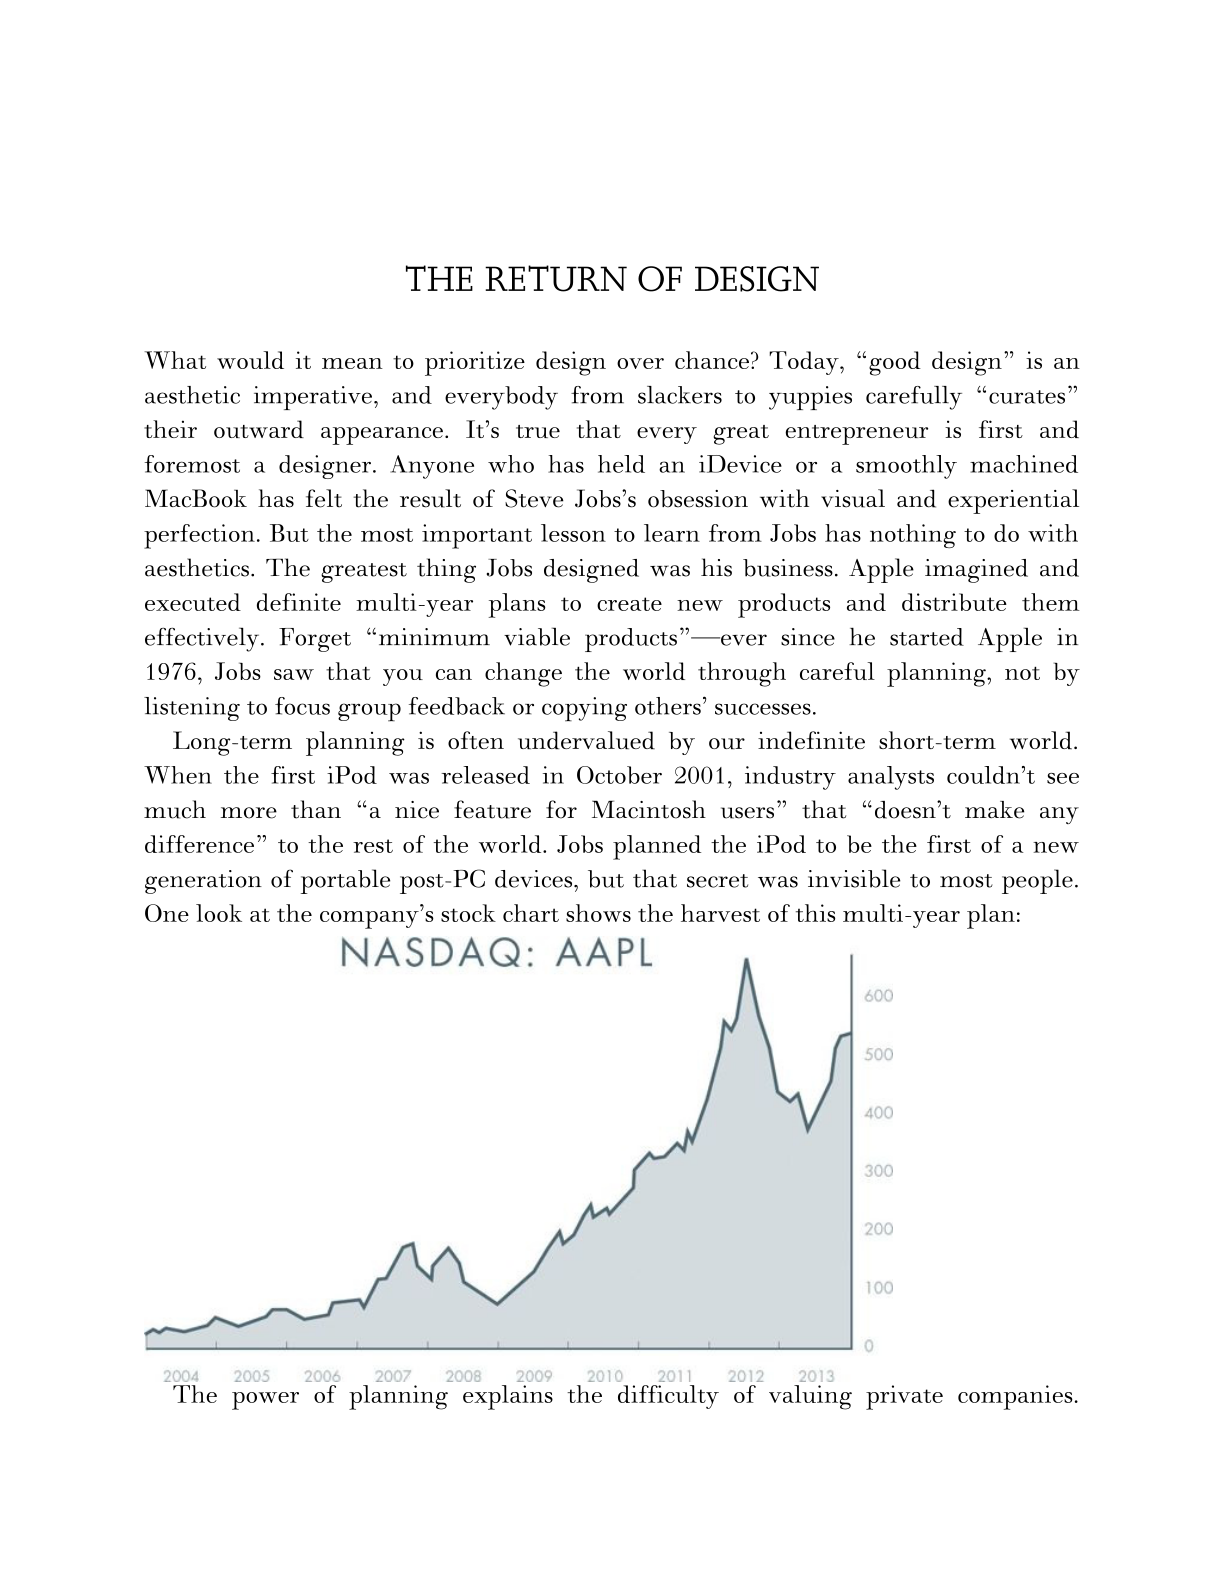 THE RETURN OF DESIGN
What would it mean to prioritize design over chance? Today, “good design” is an
aesthetic imperative, and everybody from slackers to yuppies carefully “curates”
their outward appearance. It’s true that every great entrepreneur is first and
foremost a designer. Anyone who has held an iDevice or a smoothly machined
MacBook has felt the result of Steve Jobs’s obsession with visual and experiential
perfection. But the most important lesson to learn from Jobs has nothing to do with
aesthetics. The greatest thing Jobs designed was his business. Apple imagined and
executed definite multi-year plans to create new products and distribute them
effectively. Forget “minimum viable products”—ever since he started Apple in
1976, Jobs saw that you can change the world through careful planning, not by
listening to focus group feedback or copying others’ successes.
Long-term planning is often undervalued by our indefinite short-term world.
When the first iPod was released in October 2001, industry analysts couldn’t see
much more than “a nice feature for Macintosh users” that “doesn’t make any
difference” to the rest of the world. Jobs planned the iPod to be the first of a new
generation of portable post-PC devices, but that secret was invisible to most people.
One look at the company’s stock chart shows the harvest of this multi-year plan:
NASDAQ: AAPL
600
500
400
300
200
100
0
2004 2005 2006 2007 2008 2009 2010 2011 2012 2013
The power of planning explains the difficulty of valuing private companies.